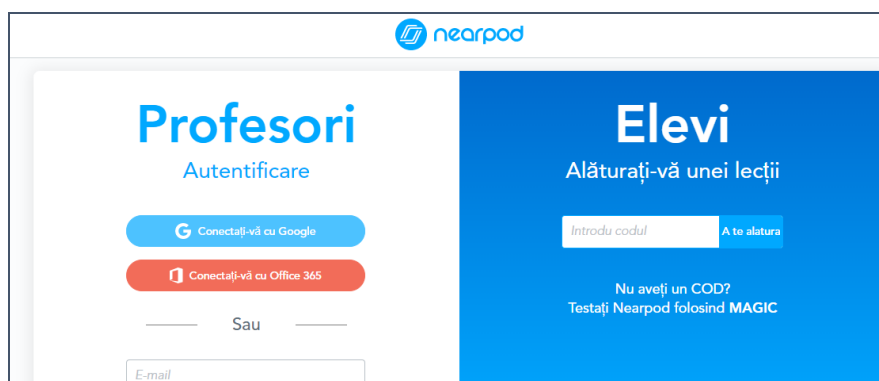 nearpod
Profesori
Autentificare
Conectați-vă cu Google
Conectați-vă cu Office 365
Sau
E-mail
Elevi
Alăturați-vă unei lecții
Introdu codul
A te alatura
Nu aveți un COD?
Testați Nearpod folosind MAGIC